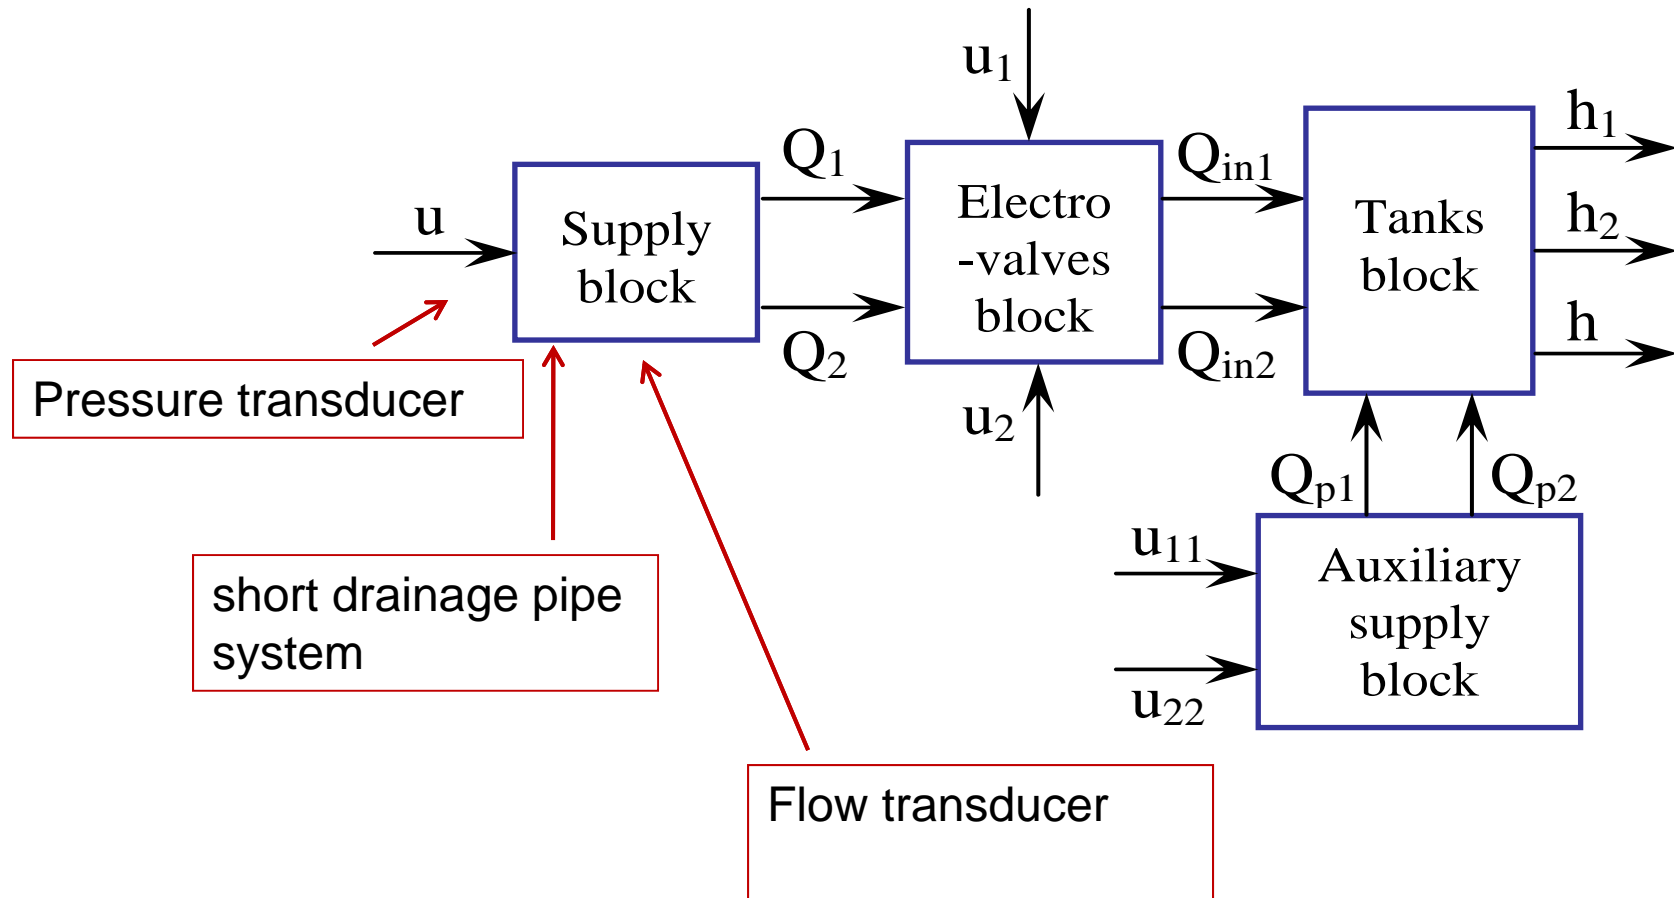 u
Supply
block
Q1
Q2
u1
Electro
-valves
block
u2
Qin1
Qin2
Tanks
block
h1
h2
h
Qp1
Qp2
u11
u22
Auxiliary
supply
block
Pressure transducer
short drainage pipe
system
Flow transducer